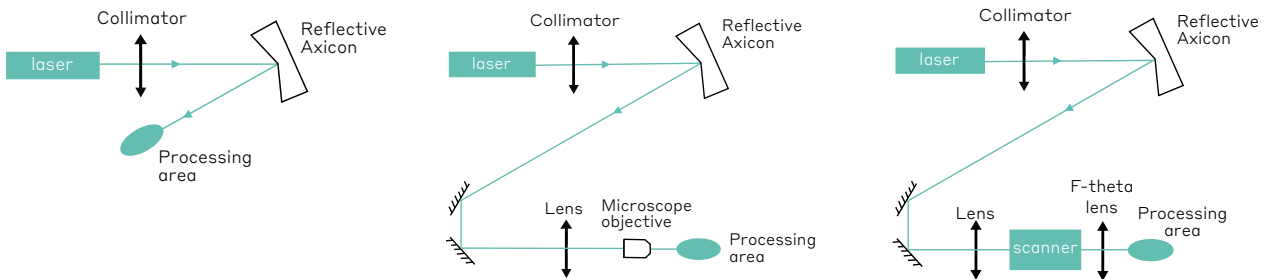 Collimator
laser
Reflective
Axicon
Processing
area
Collimator
laser
Reflective
Axicon
Lens
Microscope
objective
Processing
area
Collimator
laser
Reflective
Axicon
Lens
scanner
F-theta
lens
Processing
area